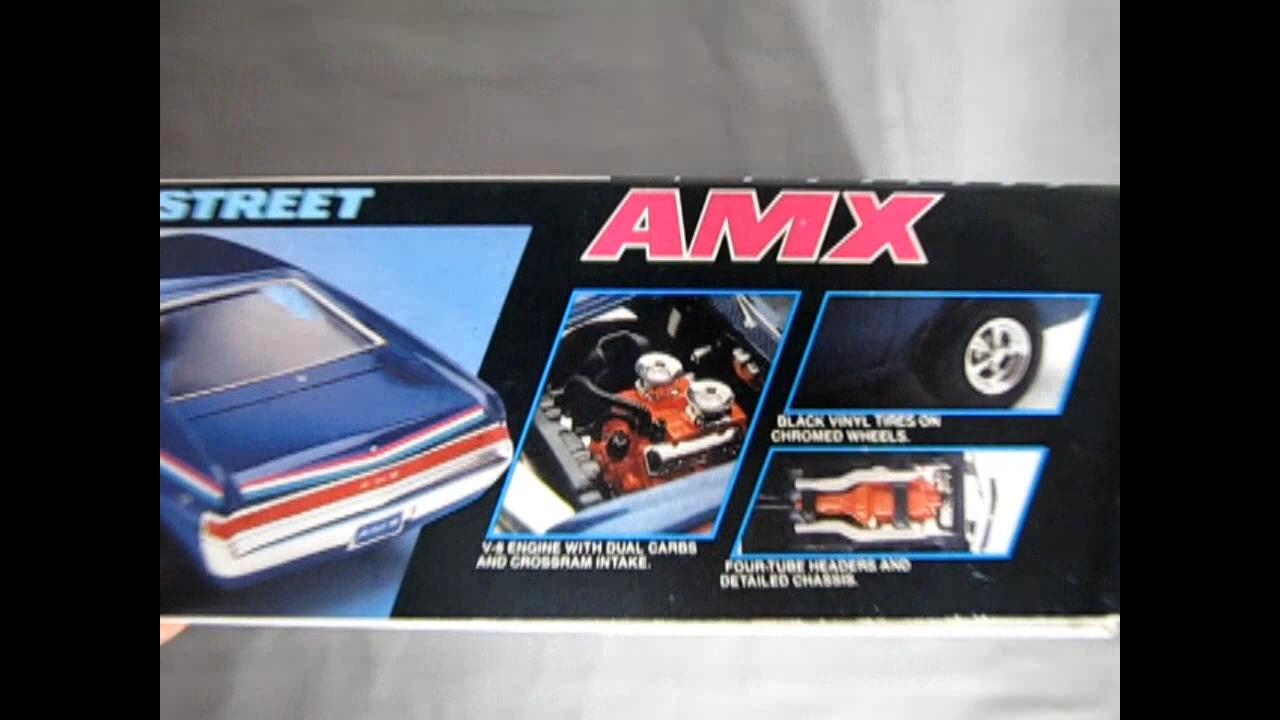 STREET
AMX
BLACK VINYL TIRES ON
CHROMED WHEELS.
V-8 ENGINE WITH DUAL CARBS
AND CROSSRAM INTAKE.
FOUR-TUBE HEADERS AND
DETAILED CHASSIS.